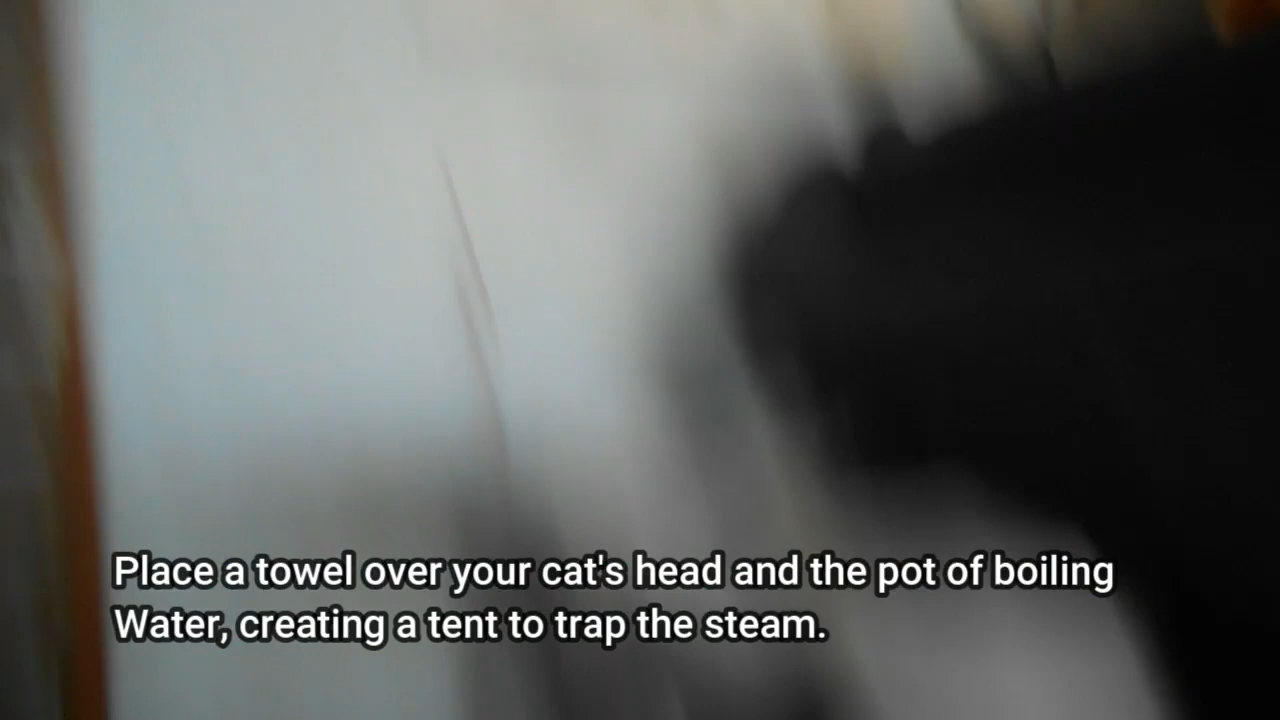 Place a towel over your cat's head and the pot of boiling
Water, creating a tent to trap the steam.